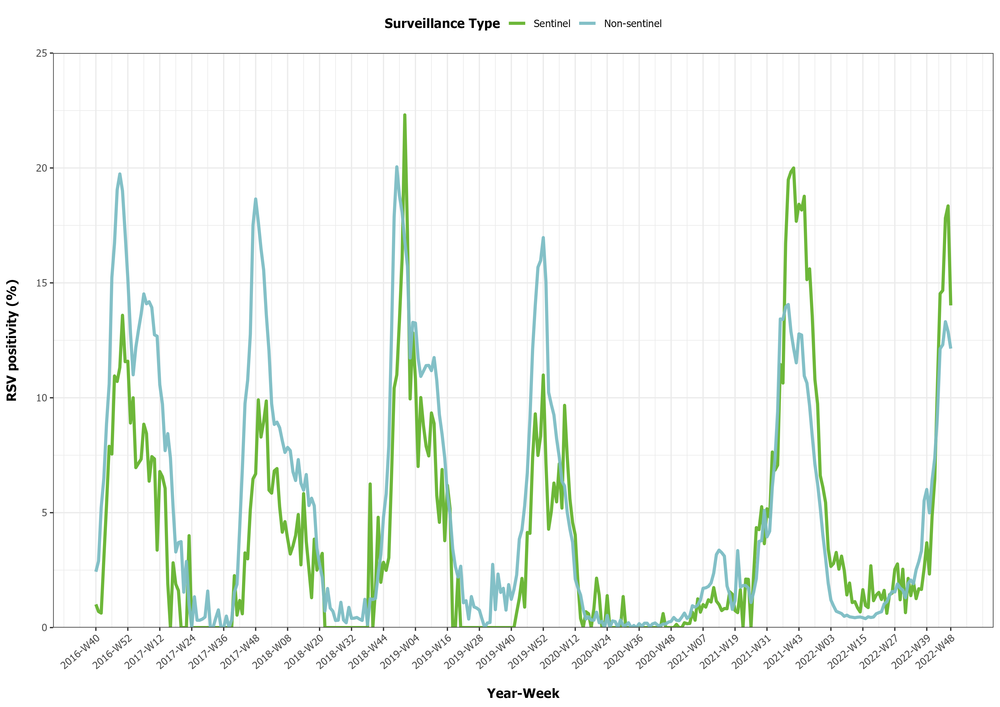 Surveillance Type Sentinel Non-sentinel
25
20
15
10
5
0
RSV positivity (%)
2016-W40
2016-W52
2017-W12
2017-W24
2017-W36
2017-W48
2018-W08
2018-W20
2018-W32
2018-W44
2019-W04
2019-W16
2019-W28
2019-W40
2019-W52
2020-W12
2020-W24
2020-W36
2020-W48
2021-W07
2021-W19
2021-W31
2021-W43
2022-W03
2022-W15
2022-W27
2022-W39
2022-W48
Year-Week